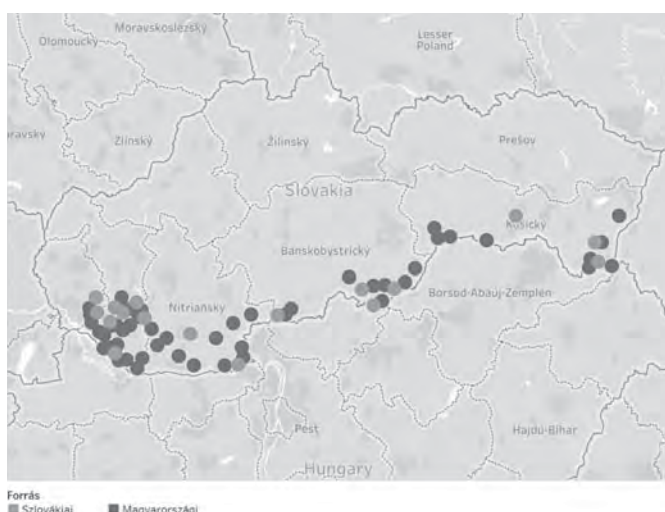 Moravskoslezský
Olomoucký
Lesser
Poland
oravský
Zlínský
Žilinský
Prešov
Slovakia
Košický
Banskobystrický
Nitriansky
Borsod-Abaúj-Zemplén
Pest
Hajdú-Bihar
Hungary
Forrás
Szlovákiai Magyarországi